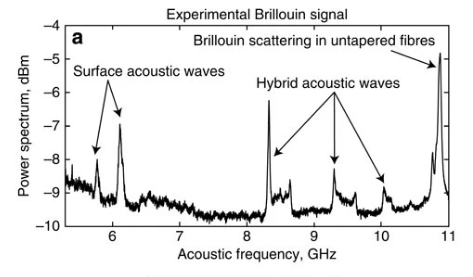 Experimental Brillouin signal
a
Brillouin scattering in untapered fibres
Surface acoustic waves
Hybrid acoustic waves
Power spectrum, dBm
−4
−5
−6
−7
−8
−9
−10
6 7 8 8 9 10 11
Acoustic frequency, GHz